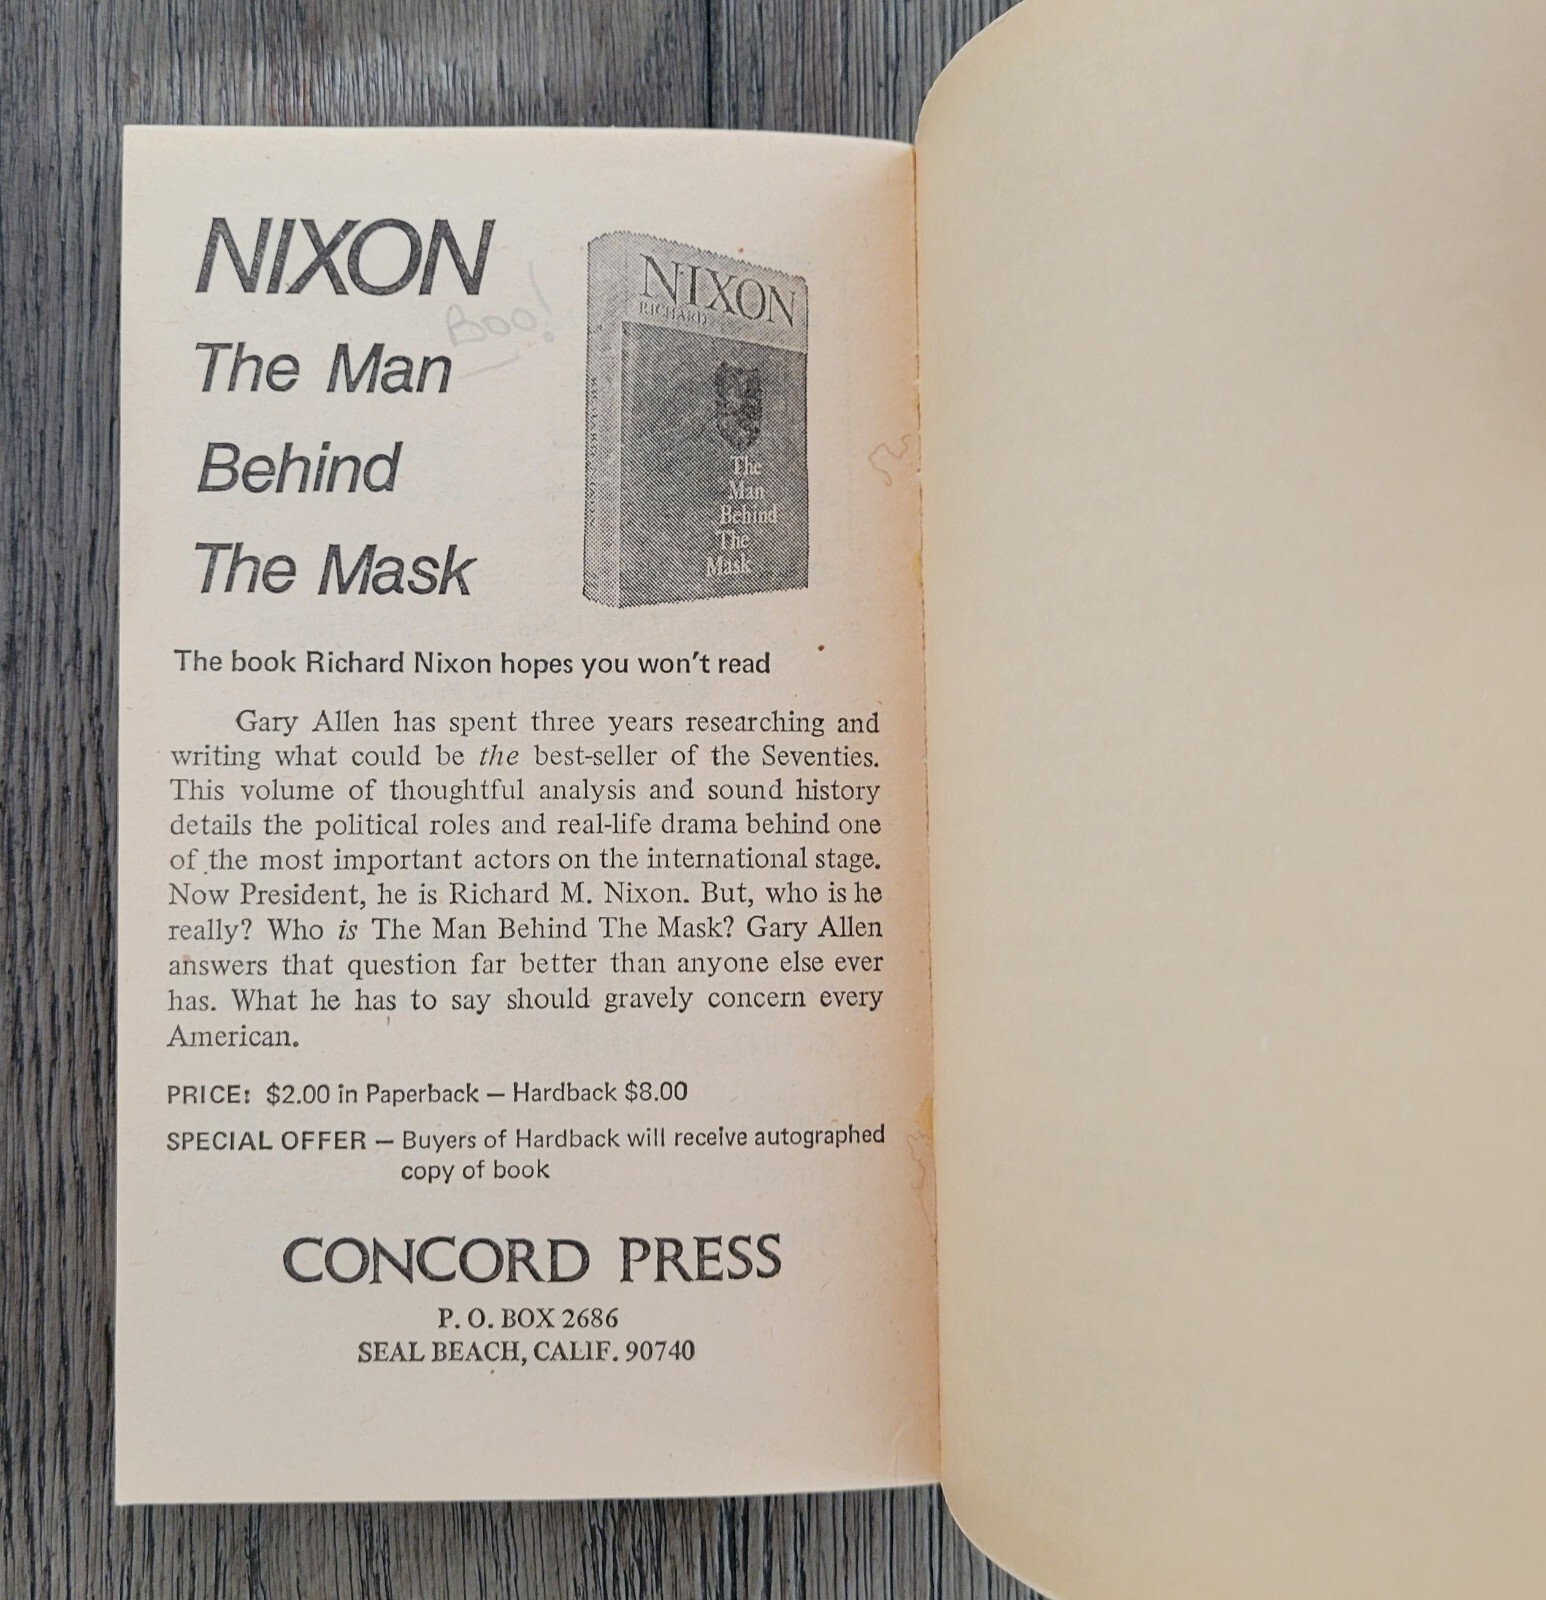 NIXON
Boo!
The Man
Behind
The Mask
NIXON
RICHARD
The
Man
Behind
The
Mask
The book Richard Nixon hopes you won't read
Gary Allen has spent three years researching and
writing what could be the best-seller of the Seventies.
This volume of thoughtful analysis and sound history
details the political roles and real-life drama behind one
of the most important actors on the international stage.
Now President, he is Richard M. Nixon. But, who is he
really? Who is The Man Behind The Mask? Gary Allen
answers that question far better than anyone else ever
has. What he has to say should gravely concern every
American.
PRICE: $2.00 in Paperback — Hardback $8.00
SPECIAL OFFER — Buyers of Hardback will receive autographed
copy of book
CONCORD PRESS
P. O. BOX 2686
SEAL BEACH, CALIF. 90740